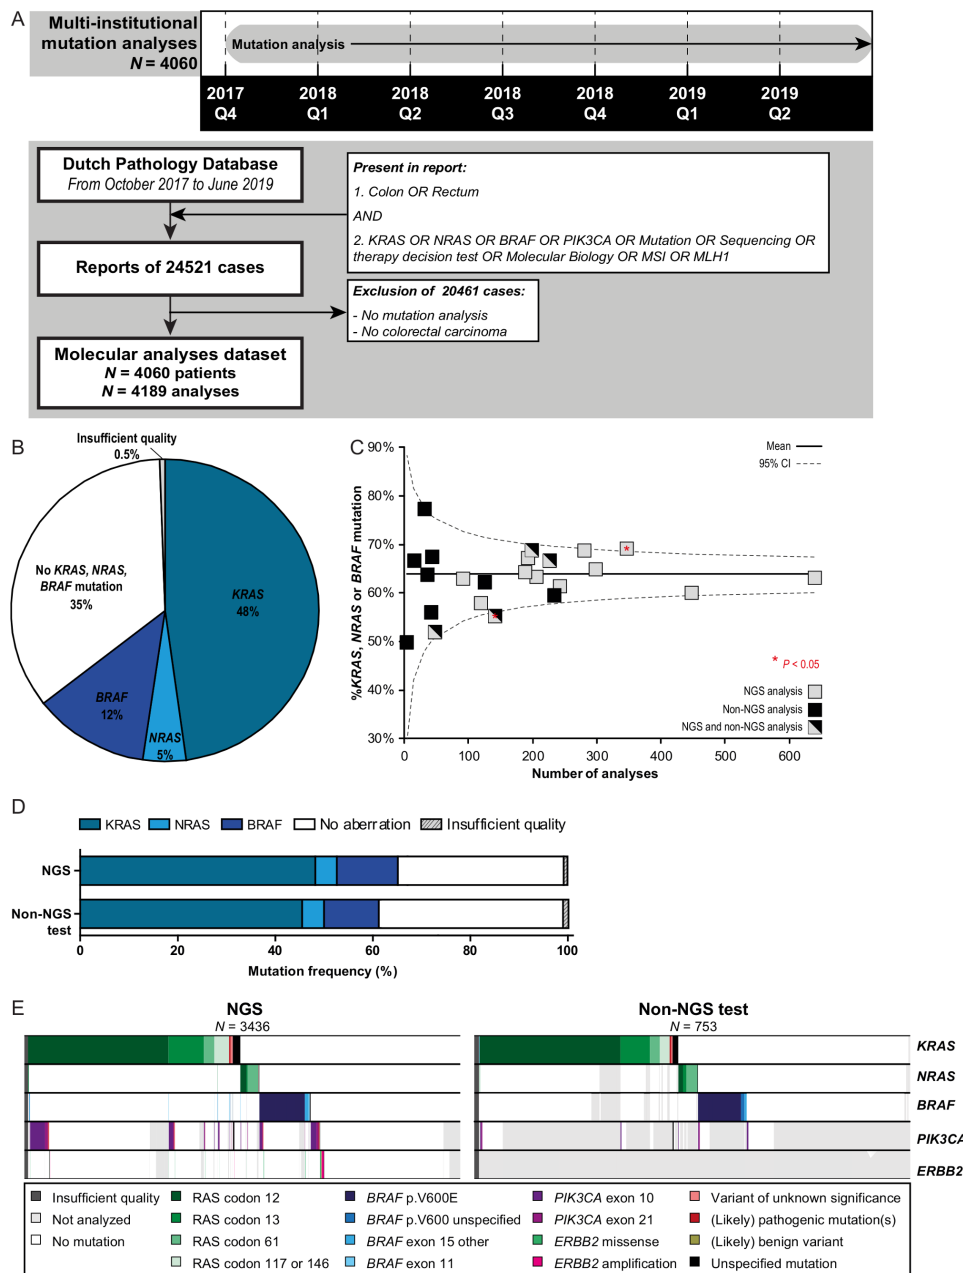 A
Multi-institutional
mutation analyses
N = 4060
Mutation analysis
2017
Q4
2018
Q1
2018
Q2
2018
Q3
2018
Q4
2019
Q1
2019
Q2
Dutch Pathology Database
From October 2017 to June 2019
Present in report:
1. Colon OR Rectum
AND
2. KRAS OR NRAS OR BRAF OR PIK3CA OR Mutation OR Sequencing OR
therapy decision test OR Molecular Biology OR MSI OR MLH1
Reports of 24521 cases
Exclusion of 20461 cases:
- No mutation analysis
- No colorectal carcinoma
Molecular analyses dataset
N = 4060 patients
N = 4189 analyses
B
Insufficient quality
0.5%
No KRAS, NRAS,
BRAF mutation
35%
KRAS
48%
BRAF
12%
NRAS
5%
C
%KRAS, NRAS or BRAF mutation
90%
80%
70%
60%
50%
40%
30%
Mean
95% CI
* P < 0.05
NGS analysis
Non-NGS analysis
NGS and non-NGS analysis
0
100
200
300
400
500
600
Number of analyses
D
KRAS
NRAS
BRAF
No aberration
Insufficient quality
NGS
Non-NGS
test
0
20
40
60
80
100
Mutation frequency (%)
E
NGS
N = 3436
Non-NGS test
N = 753
KRAS
NRAS
BRAF
PIK3CA
ERBB2
Insufficient quality
Not analyzed
No mutation
RAS codon 12
RAS codon 13
RAS codon 61
RAS codon 117 or 146
BRAF p.V600E
BRAF p.V600 unspecified
BRAF exon 15 other
BRAF exon 11
PIK3CA exon 10
PIK3CA exon 21
ERBB2 missense
ERBB2 amplification
Variant of unknown significance
(Likely) pathogenic mutation(s)
(Likely) benign variant
Unspecified mutation